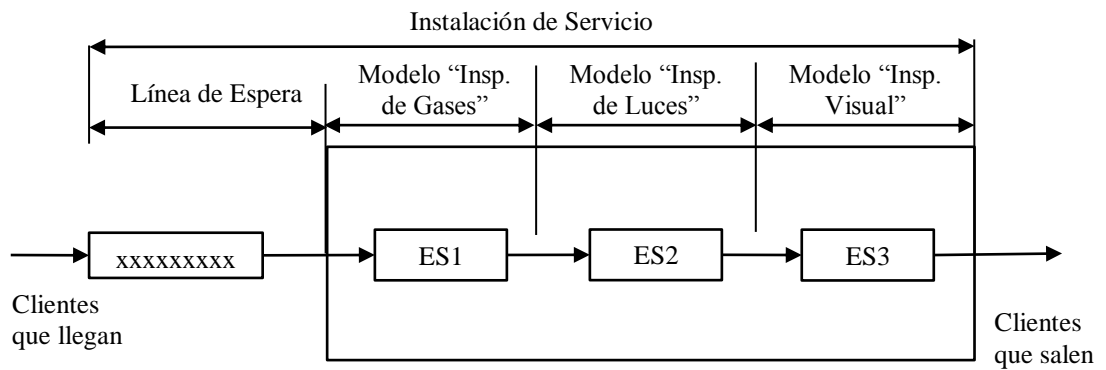 Instalación de Servicio
Línea de Espera
Modelo “Insp.
de Gases”
Modelo “Insp.
de Luces”
Modelo “Insp.
Visual”
xxxxxxxxx
ES1
ES2
ES3
Clientes
que llegan
Clientes
que salen